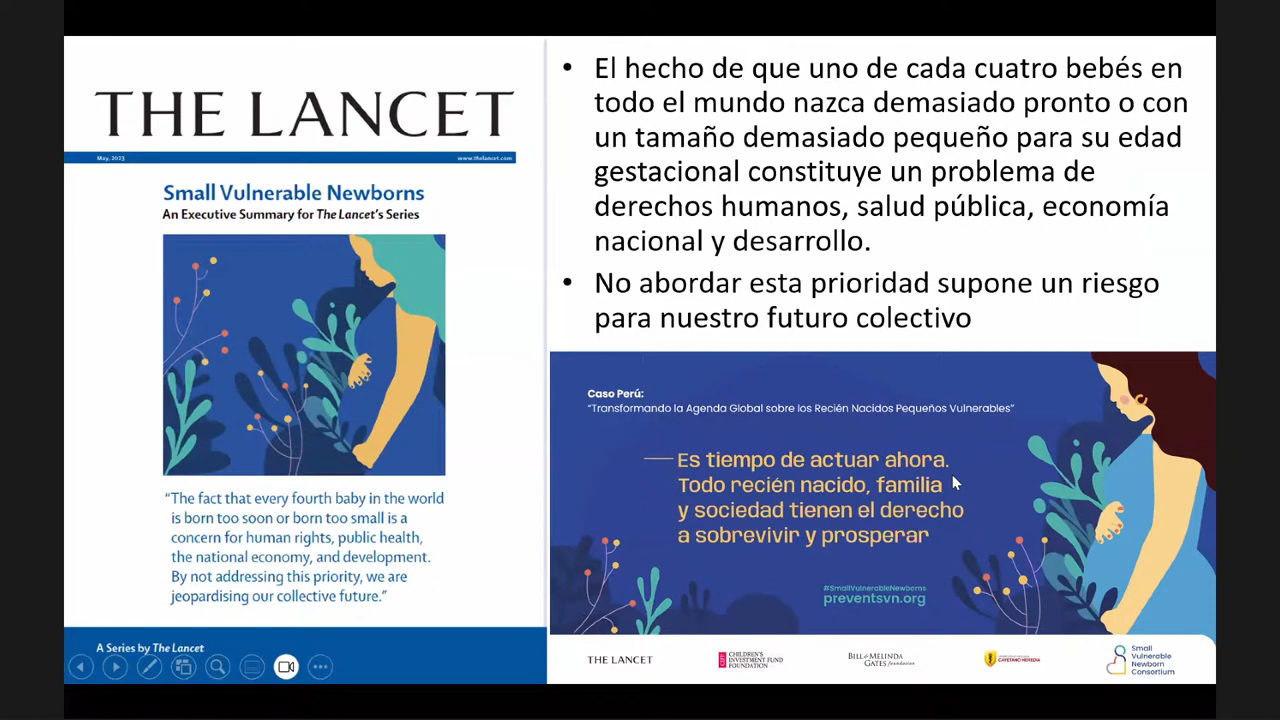 THE LANCET
May, 2023
www.thelancet.com
Small Vulnerable Newborns
An Executive Summary for The Lancet's Series
“The fact that every fourth baby in the world
is born too soon or born too small is a
concern for human rights, public health,
the national economy, and development.
By not addressing this priority, we are
jeopardising our collective future.”
A Series by The Lancet
• El hecho de que uno de cada cuatro bebés en
todo el mundo nazca demasiado pronto o con
un tamaño demasiado pequeño para su edad
gestacional constituye un problema de
derechos humanos, salud pública, economía
nacional y desarrollo.
• No abordar esta prioridad supone un riesgo
para nuestro futuro colectivo
Caso Perú:
“Transformando la Agenda Global sobre los Recién Nacidos Pequeños Vulnerables”
Es tiempo de actuar ahora.
Todo recién nacido, familia
y sociedad tienen el derecho
a sobrevivir y prosperar
#SmallVulnerableNewborns
preventsvn.org
THE LANCET
CIFF
CHILDREN'S
INVESTMENT FUND
FOUNDATION
BILL & MELINDA
GATES foundation
CAYETANO HEREDIA
Small
Vulnerable
Newborn
Consortium